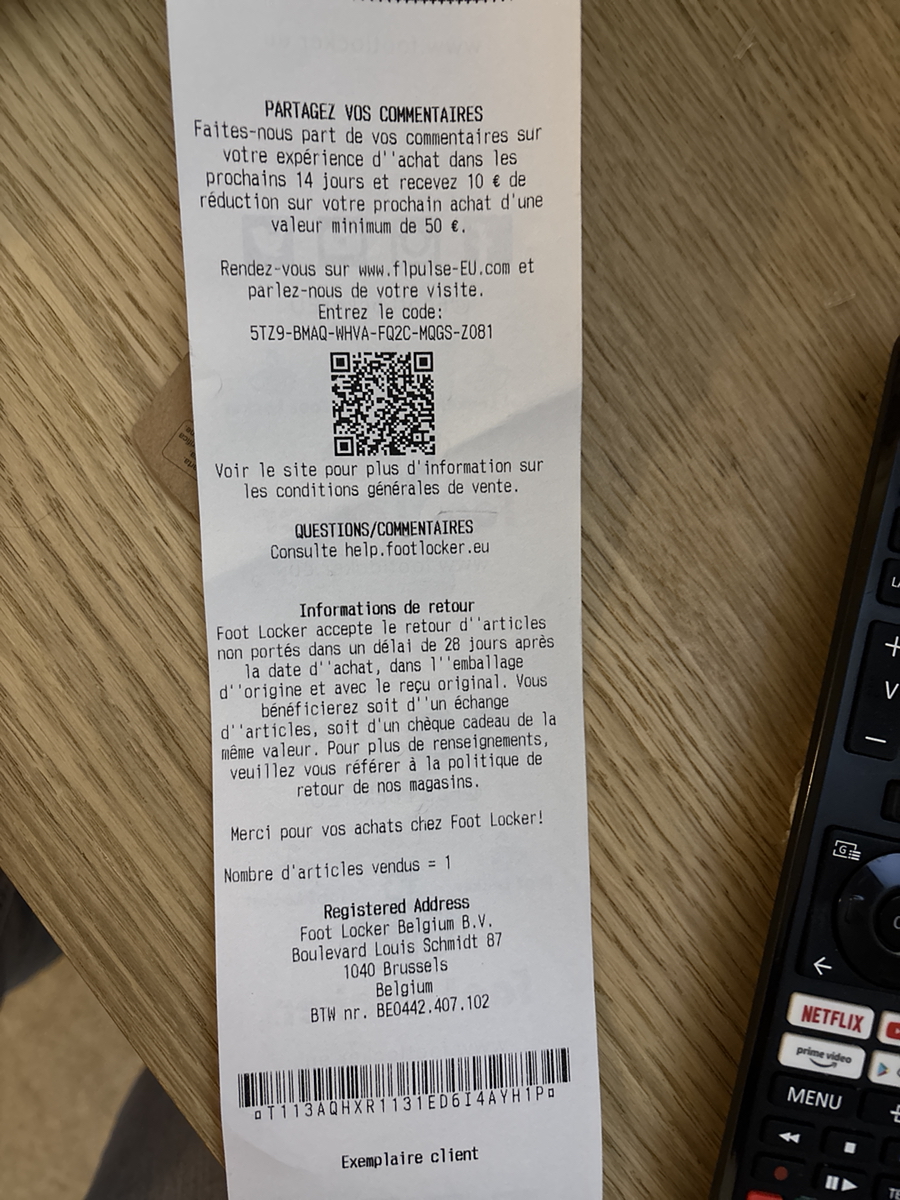 PARTAGEZ VOS COMMENTAIRES
Faites-nous part de vos commentaires sur
votre expérience d''achat dans les
prochains 14 jours et recevez 10 € de
réduction sur votre prochain achat d'une
valeur minimum de 50 €.
Rendez-vous sur www.flpulse-EU.com et
parlez-nous de votre visite.
Entrez le code:
5TZ9-BMAQ-WHVA-FQ2C-MQGS-Z081
Voir le site pour plus d'information sur
les conditions générales de vente.
QUESTIONS/COMMENTAIRES
Consulte help.footlocker.eu
Informations de retour
Foot Locker accepte le retour d''articles
non portés dans un délai de 28 jours après
la date d''achat, dans l''emballage
d''origine et avec le reçu original. Vous
bénéficierez soit d''un échange
d''articles, soit d'un chèque cadeau de la
même valeur. Pour plus de renseignements,
veuillez vous référer à la politique de
retour de nos magasins.
Merci pour vos achats chez Foot Locker!
Nombre d'articles vendus = 1
Registered Address
Foot Locker Belgium B.V.
Boulevard Louis Schmidt 87
1040 Brussels
Belgium
BTW nr. BE0442.407.102
¤T113AQHXR1131ED6I4AYH1P¤
Exemplaire client
+
V
−
G
NETFLIX
prime video
MENU